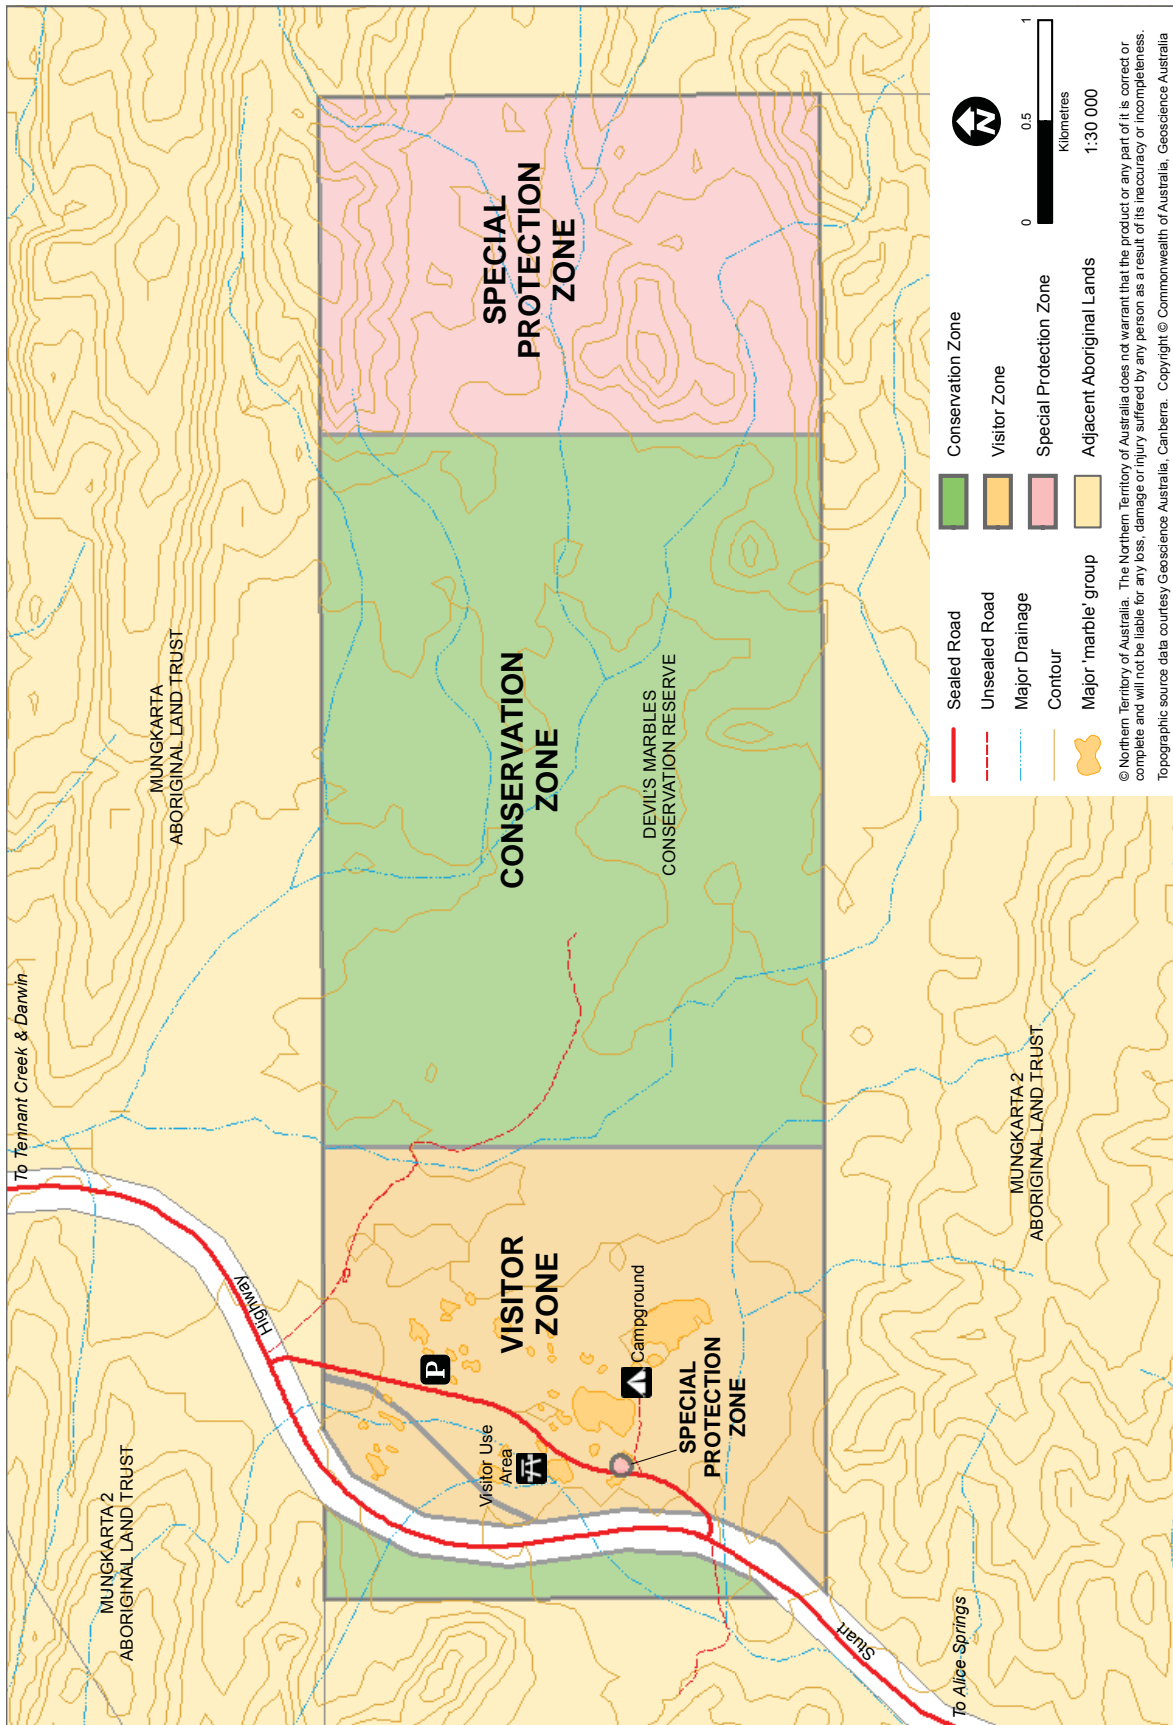 To Tennant Creek & Darwin
MUNGKARTA 2
ABORIGINAL LAND TRUST
MUNGKARTA
ABORIGINAL LAND TRUST
Highway
P
Visitor Use
Area
VISITOR
ZONE
Campground
SPECIAL
PROTECTION
ZONE
CONSERVATION
ZONE
DEVIL'S MARBLES
CONSERVATION RESERVE
SPECIAL
PROTECTION
ZONE
Stuart
To Alice Springs
MUNGKARTA 2
ABORIGINAL LAND TRUST
Sealed Road
Unsealed Road
Major Drainage
Contour
Major 'marble' group
Conservation Zone
Visitor Zone
Special Protection Zone
Adjacent Aboriginal Lands
N
0 0.5 1
Kilometres
1:30 000
© Northern Territory of Australia. The Northern Territory of Australia does not warrant that the product or any part of it is correct or
complete and will not be liable for any loss, damage or injury suffered by any person as a result of its inaccuracy or incompleteness.
Topographic source data courtesy Geoscience Australia, Canberra. Copyright © Commonwealth of Australia, Geoscience Australia